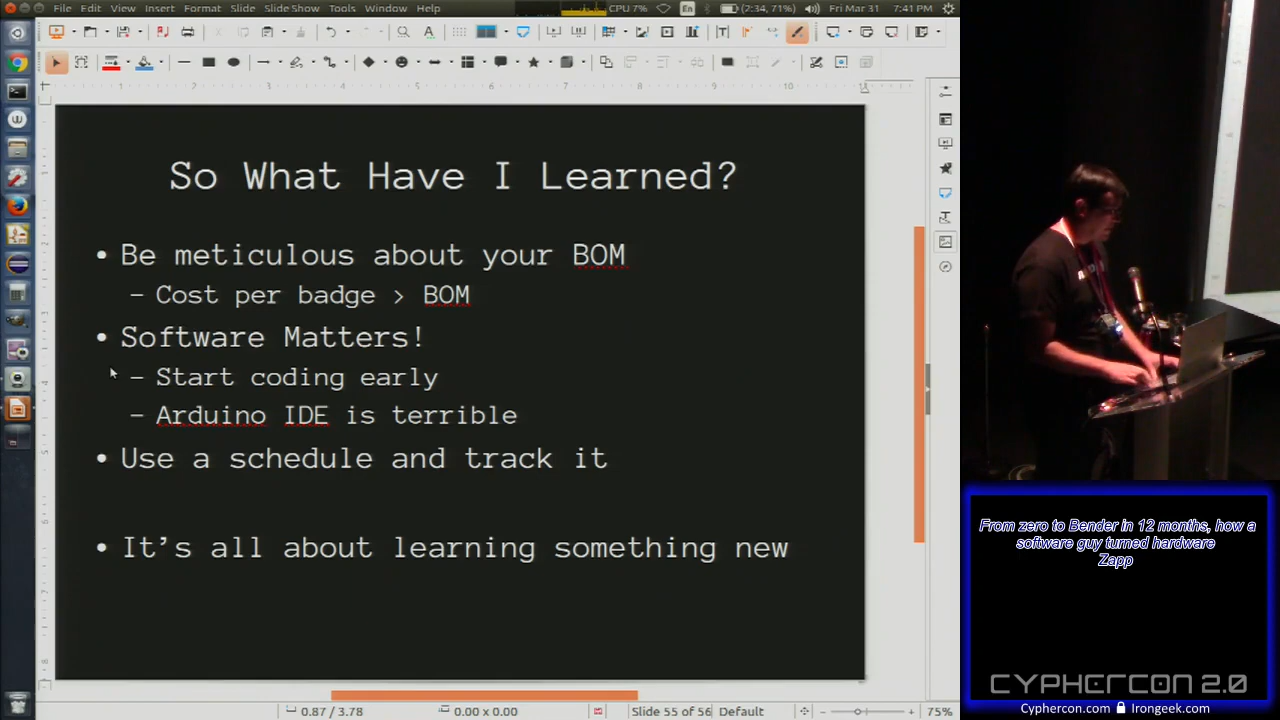 File Edit View Insert Format Slide Slide Show Tools Window Help
CPU 7% En (2:34, 71%) Fri Mar 31 7:41 PM
So What Have I Learned?
• Be meticulous about your BOM
– Cost per badge > BOM
• Software Matters!
– Start coding early
– Arduino IDE is terrible
• Use a schedule and track it
• It's all about learning something new
0.87 / 3.78 0.00 x 0.00 Slide 55 of 56 Default 75%
From zero to Bender in 12 months, how a
software guy turned hardware
Zapp
CYPHERCON 2.0
Cyphercon.com Irongeek.com